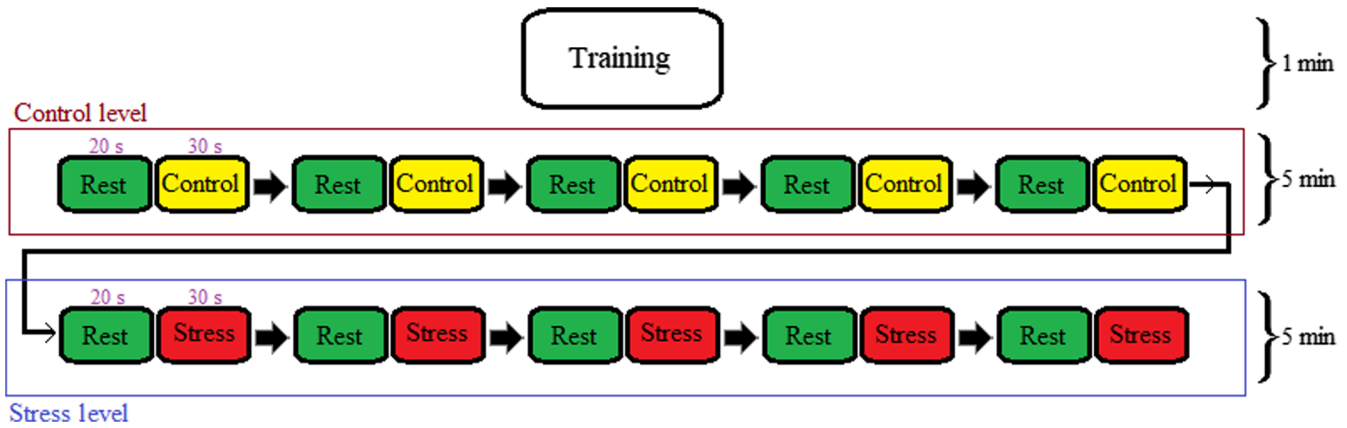 Training
1 min
Control level
20 s 30 s
Rest Control Rest Control Rest Control Rest Control Rest Control
5 min
20 s 30 s
Rest Stress Rest Stress Rest Stress Rest Stress Rest Stress
5 min
Stress level